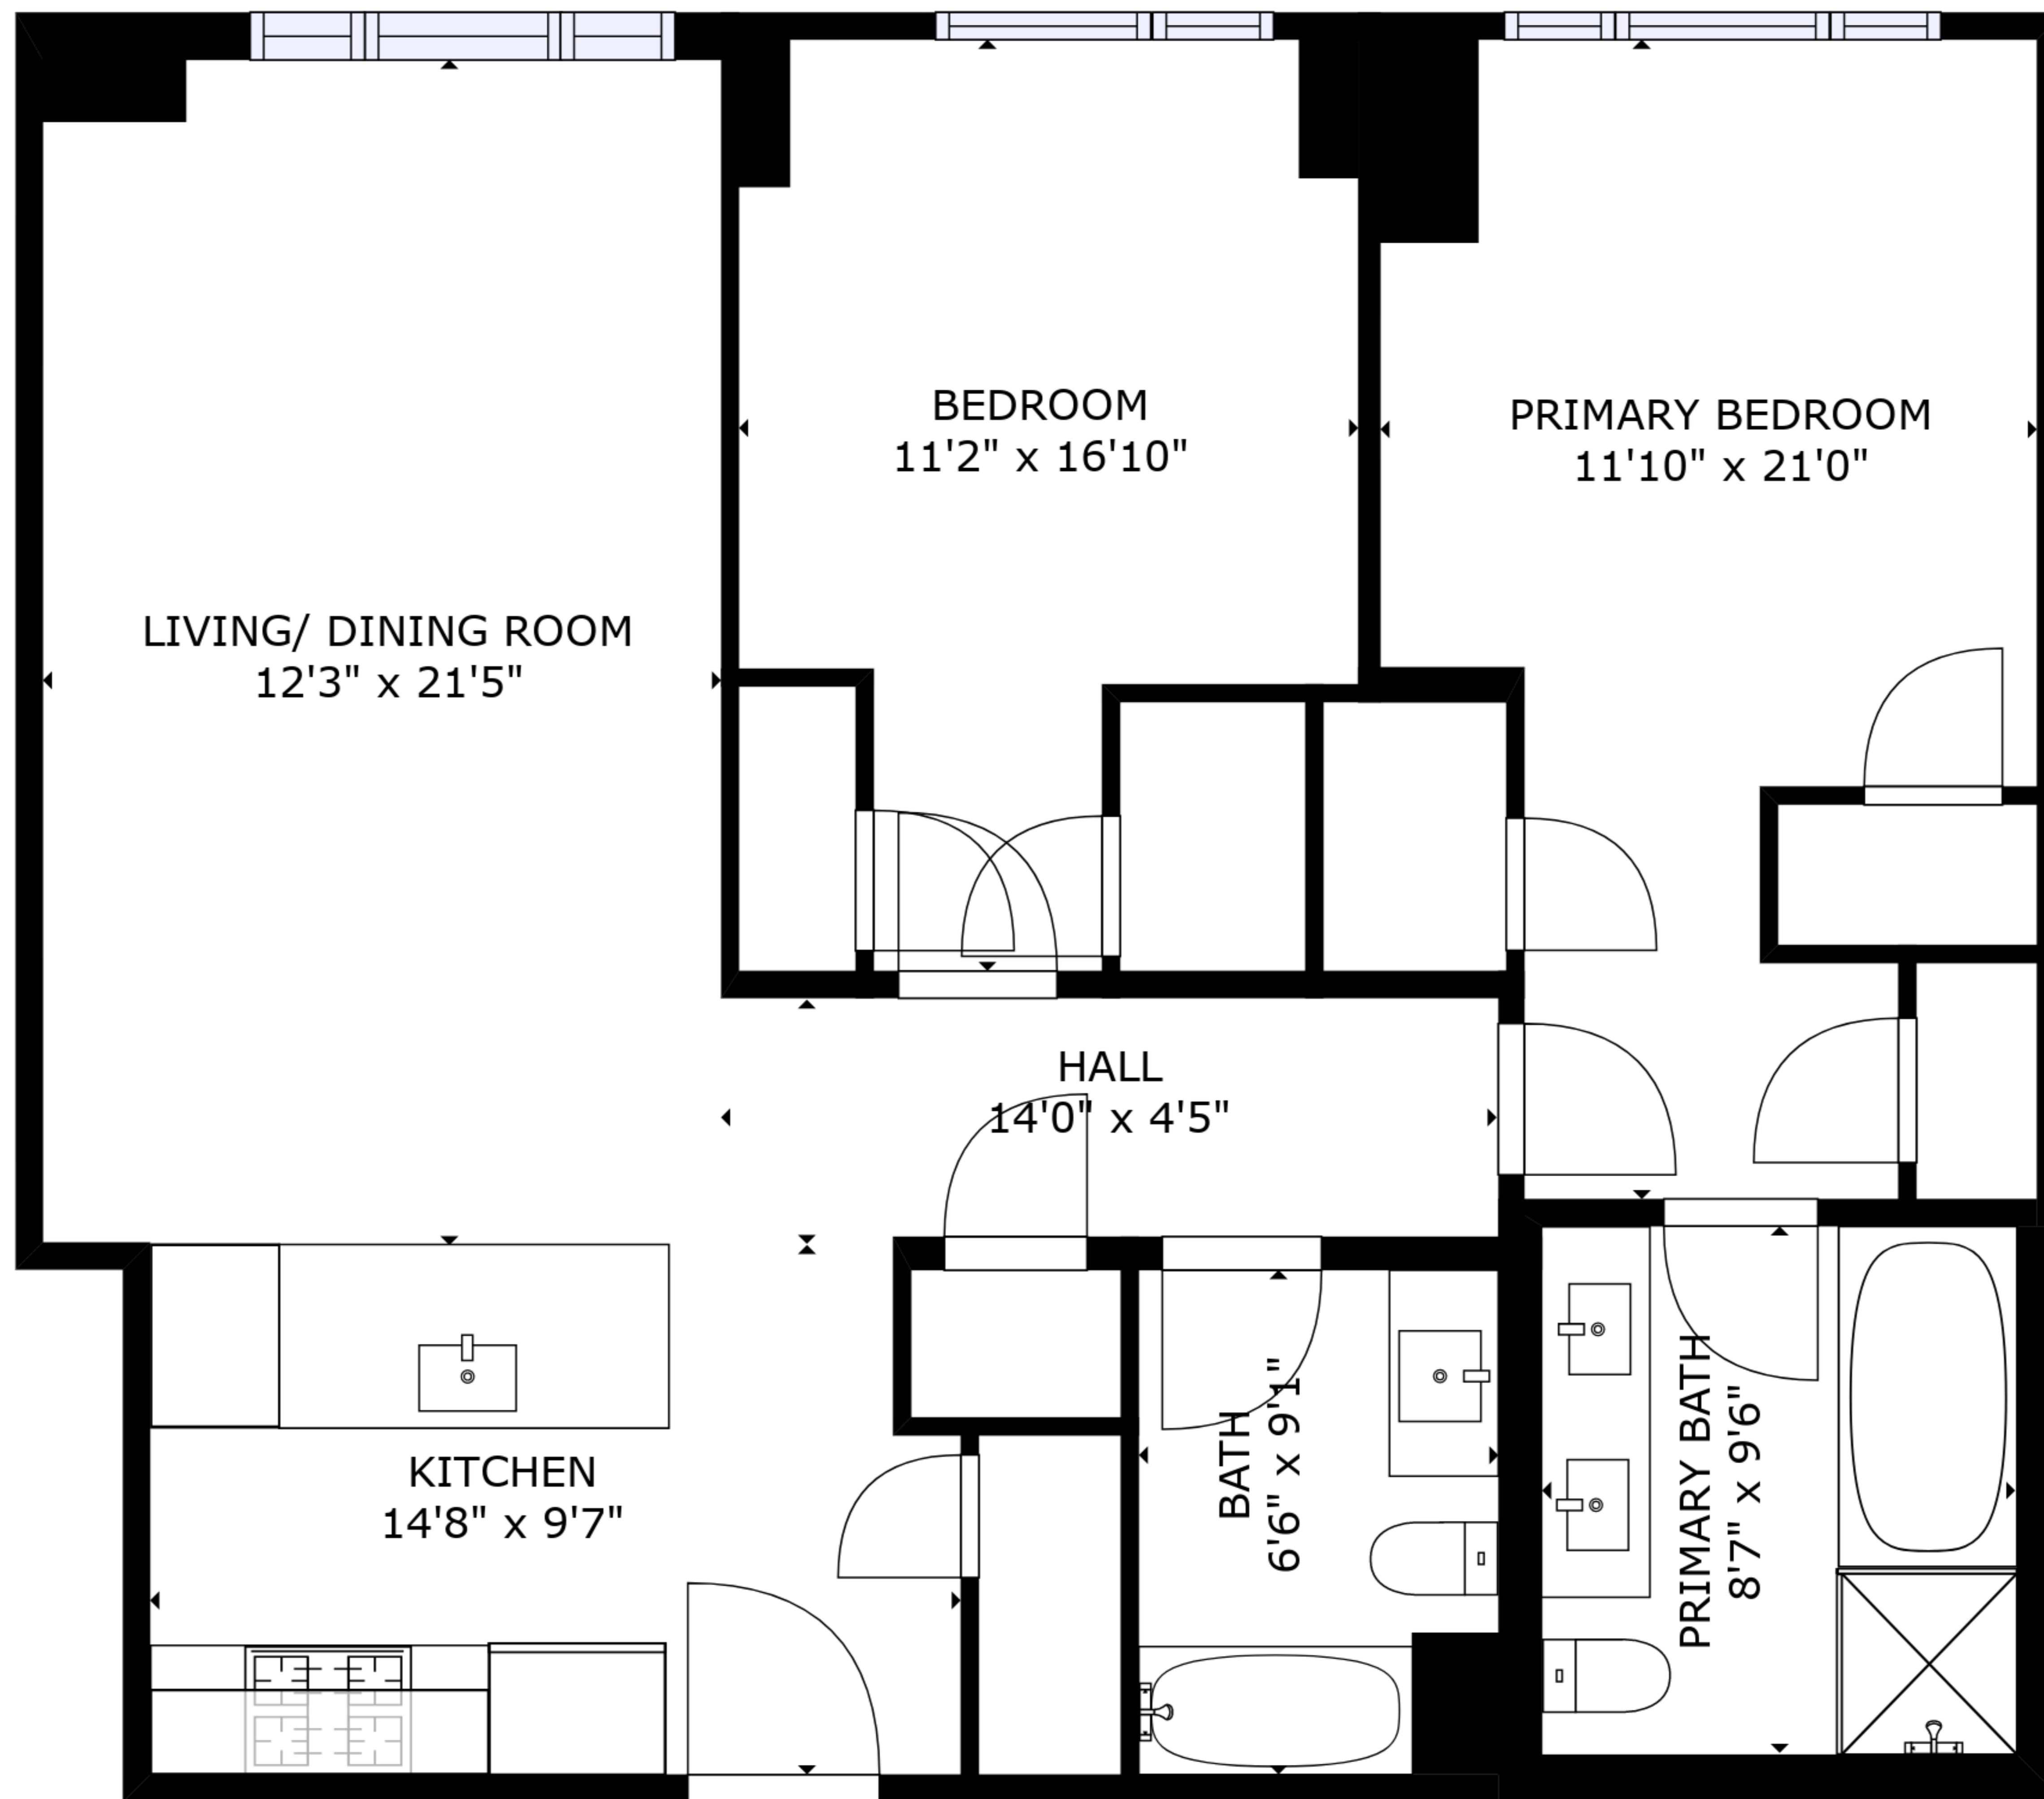 BEDROOM
11'2" x 16'10"
PRIMARY BEDROOM
11'10" x 21'0"
LIVING/ DINING ROOM
12'3" x 21'5"
HALL
14'0" x 4'5"
KITCHEN
14'8" x 9'7"
BATH
6'6" x 9'1"
PRIMARY BATH
8'7" x 9'6"